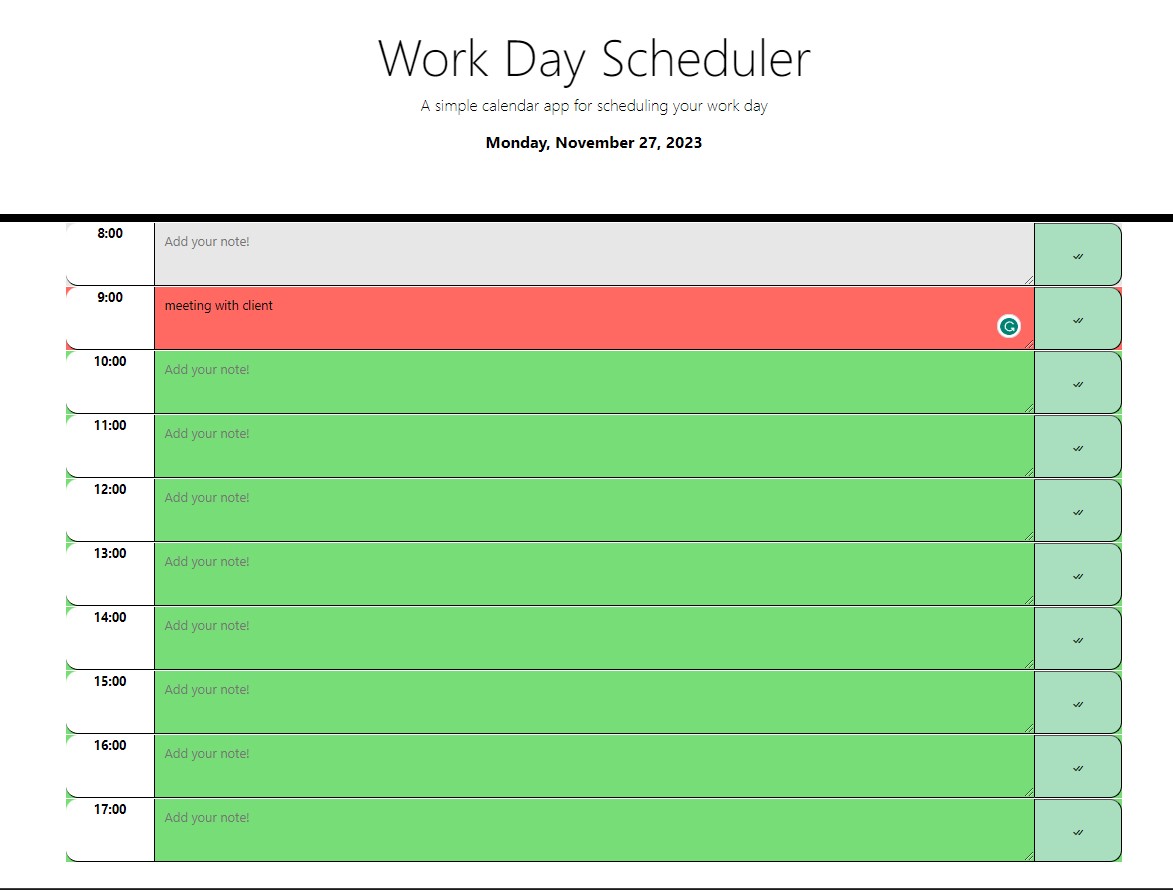 Work Day Scheduler
A simple calendar app for scheduling your work day
Monday, November 27, 2023
8:00 Add your note!
9:00 meeting with client
10:00 Add your note!
11:00 Add your note!
12:00 Add your note!
13:00 Add your note!
14:00 Add your note!
15:00 Add your note!
16:00 Add your note!
17:00 Add your note!